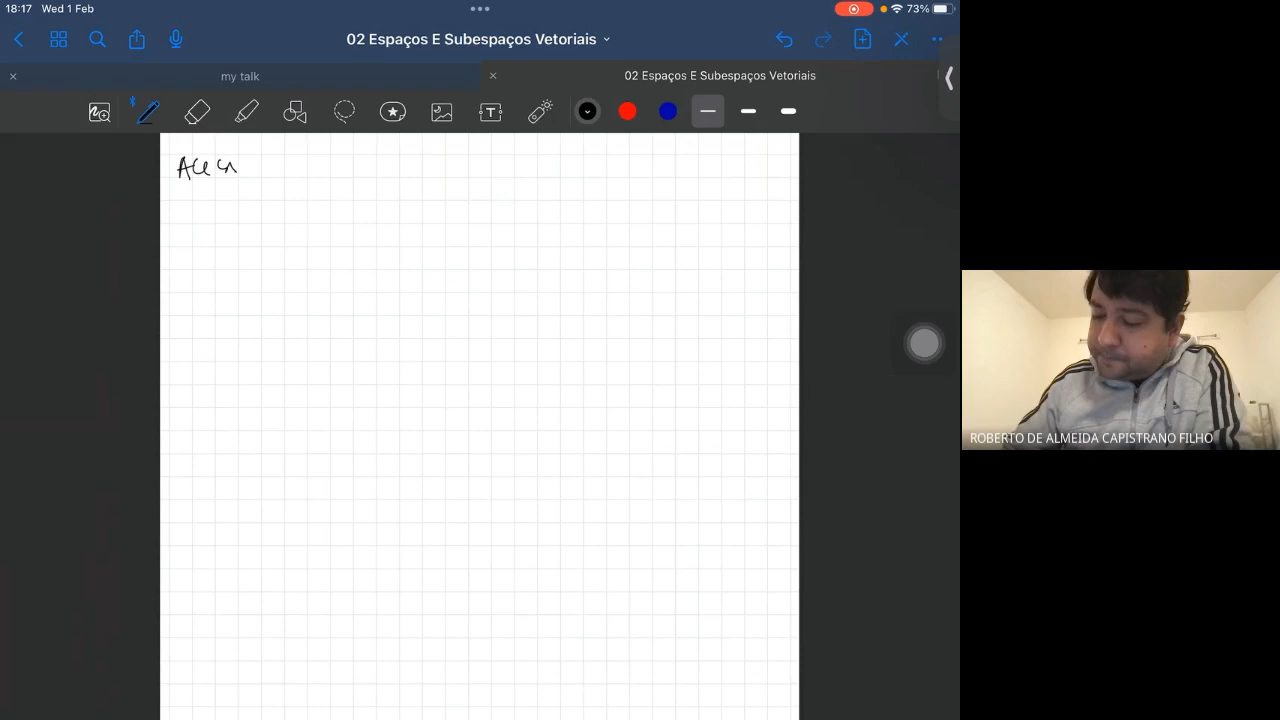 18:17 Wed 1 Feb
73%
02 Espaços E Subespaços Vetoriais
my talk
02 Espaços E Subespaços Vetoriais
T
ROBERTO DE ALMEIDA CAPISTRANO FILHO